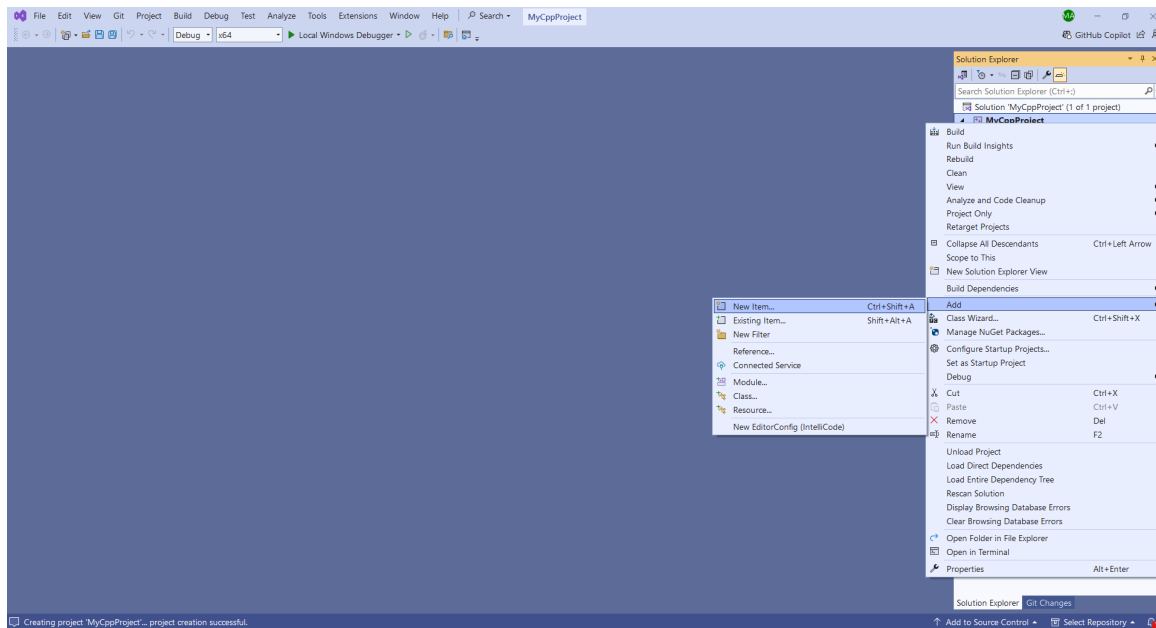 File Edit View Git Project Build Debug Test Analyze Tools Extensions Window Help Search MyCppProject MA
Debug x64 Local Windows Debugger GitHub Copilot
Solution Explorer
Search Solution Explorer (Ctrl+;)
Solution 'MyCppProject' (1 of 1 project)
MyCppProject
Build
Run Build Insights
Rebuild
Clean
View
Analyze and Code Cleanup
Project Only
Retarget Projects
Collapse All Descendants Ctrl+Left Arrow
Scope to This
New Solution Explorer View
Build Dependencies
Add
Class Wizard... Ctrl+Shift+X
Manage NuGet Packages...
Configure Startup Projects...
Set as Startup Project
Debug
Cut Ctrl+X
Paste Ctrl+V
Remove Del
Rename F2
Unload Project
Load Direct Dependencies
Load Entire Dependency Tree
Rescan Solution
Display Browsing Database Errors
Clear Browsing Database Errors
Open Folder in File Explorer
Open in Terminal
Properties Alt+Enter
New Item... Ctrl+Shift+A
Existing Item... Shift+Alt+A
New Filter
Reference...
Connected Service
Module...
Class...
Resource...
New EditorConfig (IntelliCode)
Solution Explorer Git Changes
Creating project 'MyCppProject'... project creation successful. Add to Source Control Select Repository